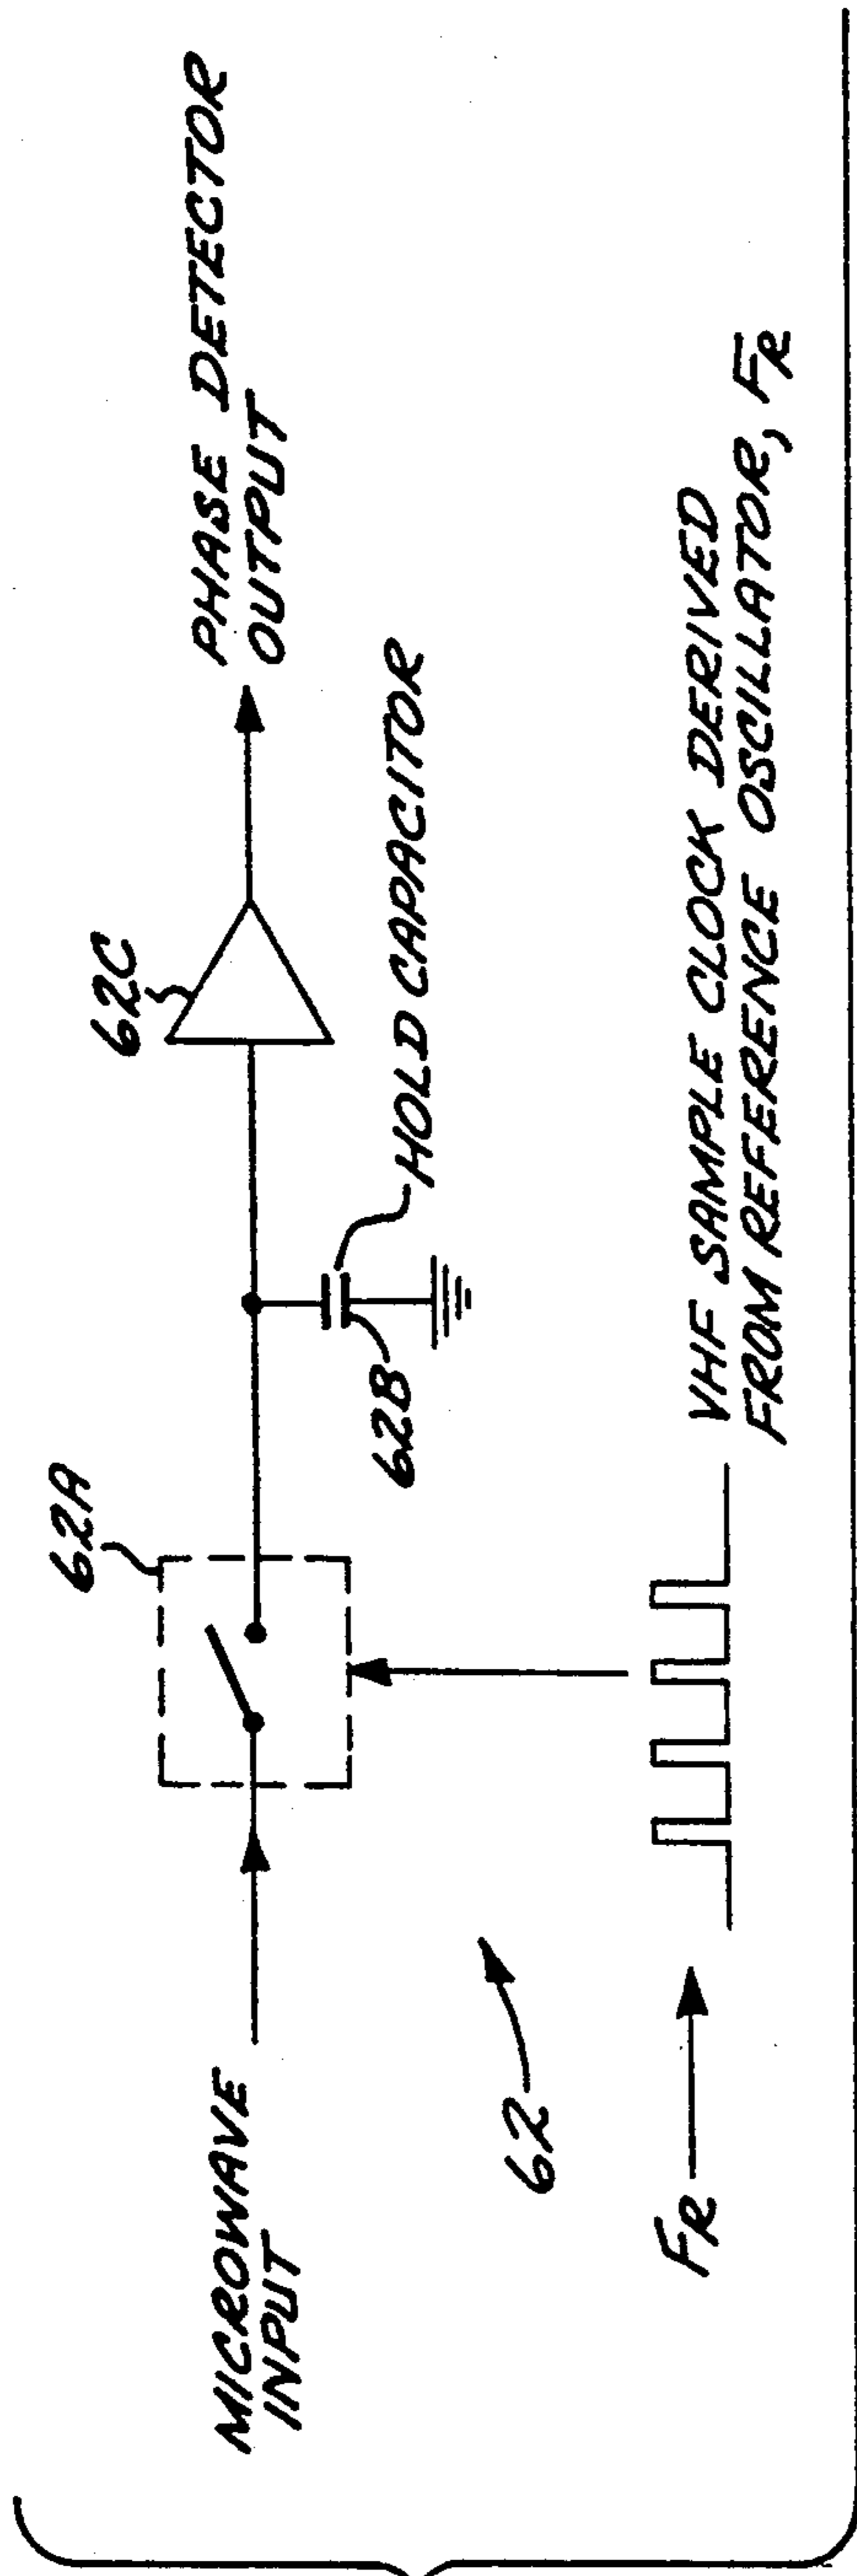 62A
62C
MICROWAVE
INPUT
PHASE DETECTOR
OUTPUT
62B
HOLD CAPACITOR
62
FR
VHF SAMPLE CLOCK DERIVED
FROM REFERENCE OSCILLATOR, FR